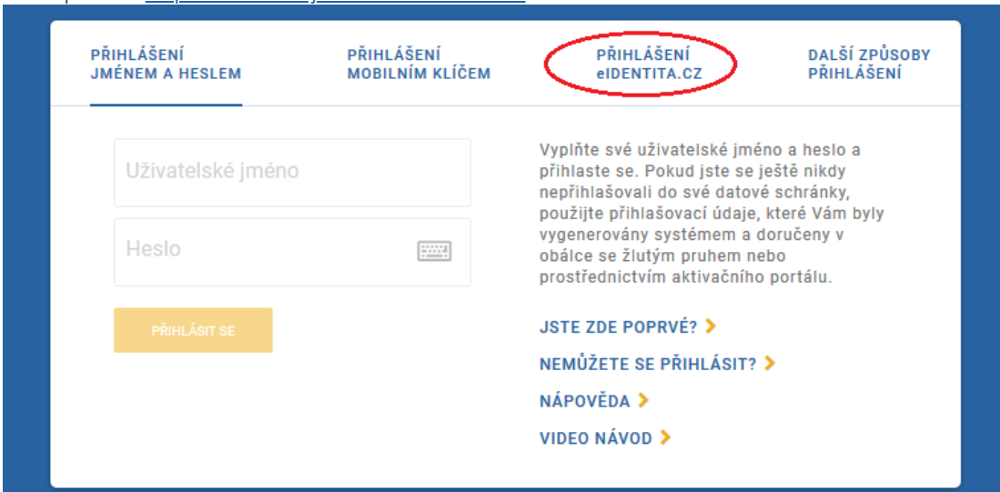 PŘIHLÁŠENÍ
JMÉNEM A HESLEM
PŘIHLÁŠENÍ
MOBILNÍM KLÍČEM
PŘIHLÁŠENÍ
eIDENTITA.CZ
DALŠÍ ZPŮSOBY
PŘIHLÁŠENÍ
Uživatelské jméno
Heslo
PŘIHLÁSIT SE
Vyplňte své uživatelské jméno a heslo a
přihlaste se. Pokud jste se ještě nikdy
nepřihlašovali do své datové schránky,
použijte přihlašovací údaje, které Vám byly
vygenerovány systémem a doručeny v
obálce se žlutým pruhem nebo
prostřednictvím aktivačního portálu.
JSTE ZDE POPRVÉ?
NEMŮŽETE SE PŘIHLÁSIT?
NÁPOVĚDA
VIDEO NÁVOD